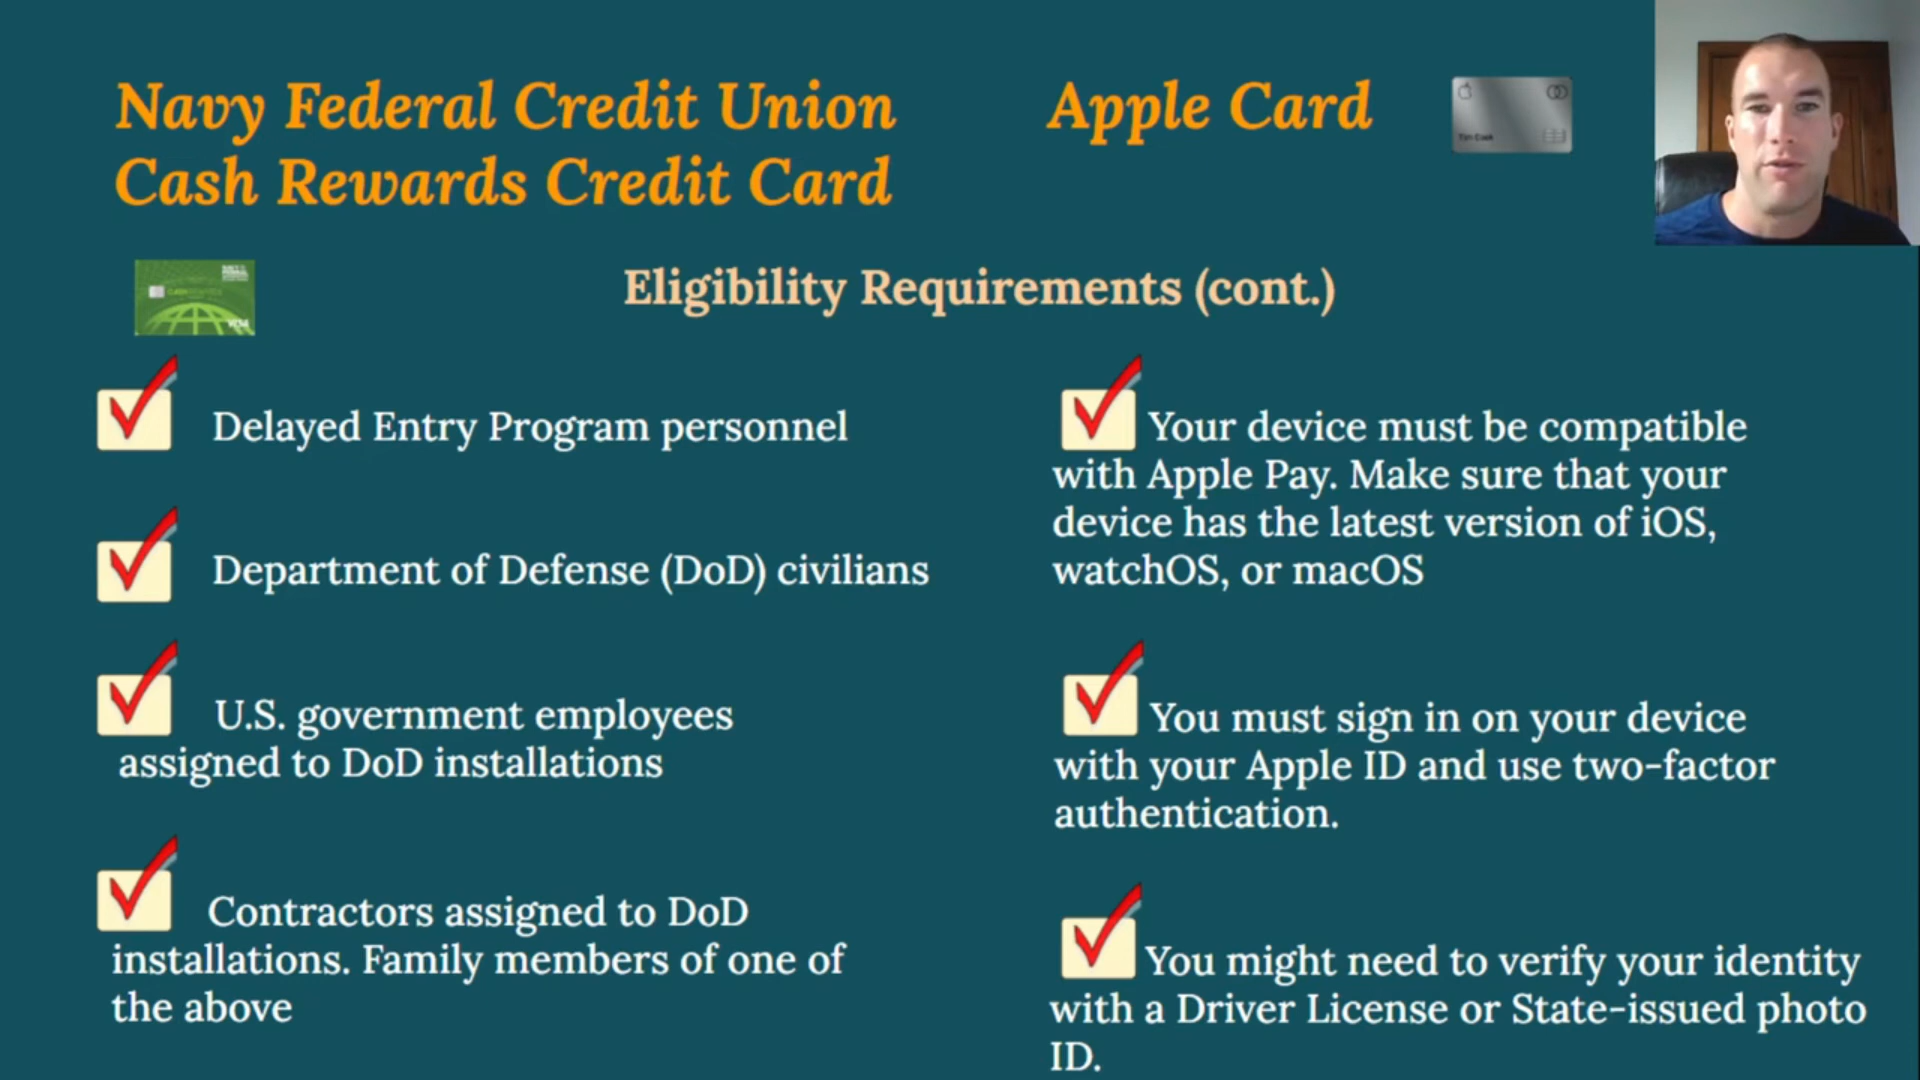 Navy Federal Credit Union
Cash Rewards Credit Card
Apple Card
Tim Cook
Eligibility Requirements (cont.)
VISA
Delayed Entry Program personnel
Department of Defense (DoD) civilians
U.S. government employees
assigned to DoD installations
Contractors assigned to DoD
installations. Family members of one of
the above
Your device must be compatible
with Apple Pay. Make sure that your
device has the latest version of iOS,
watchOS, or macOS
You must sign in on your device
with your Apple ID and use two-factor
authentication.
You might need to verify your identity
with a Driver License or State-issued photo
ID.